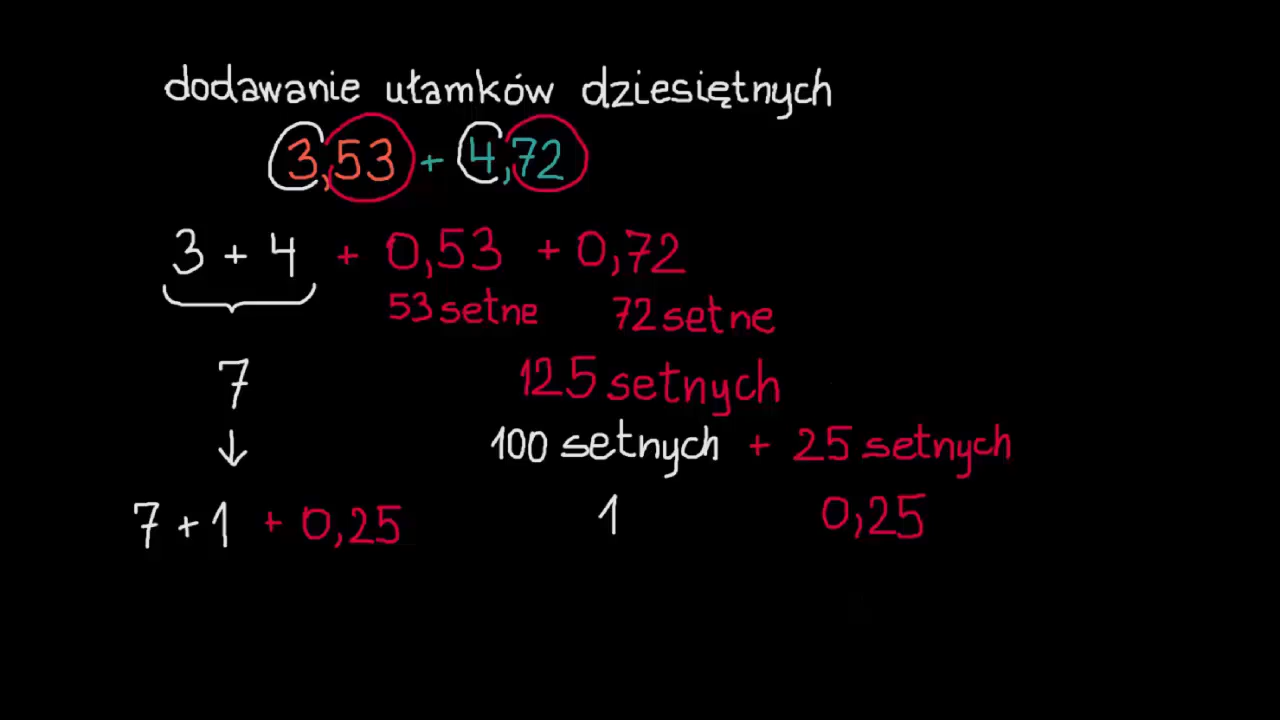 dodawanie ułamków dziesiętnych
3,53 + 4,72
3 + 4 + 0,53 + 0,72
53 setne 72 setne
7 125 setnych
↓ 100 setnych + 25 setnych
7 + 1 + 0,25 1 0,25